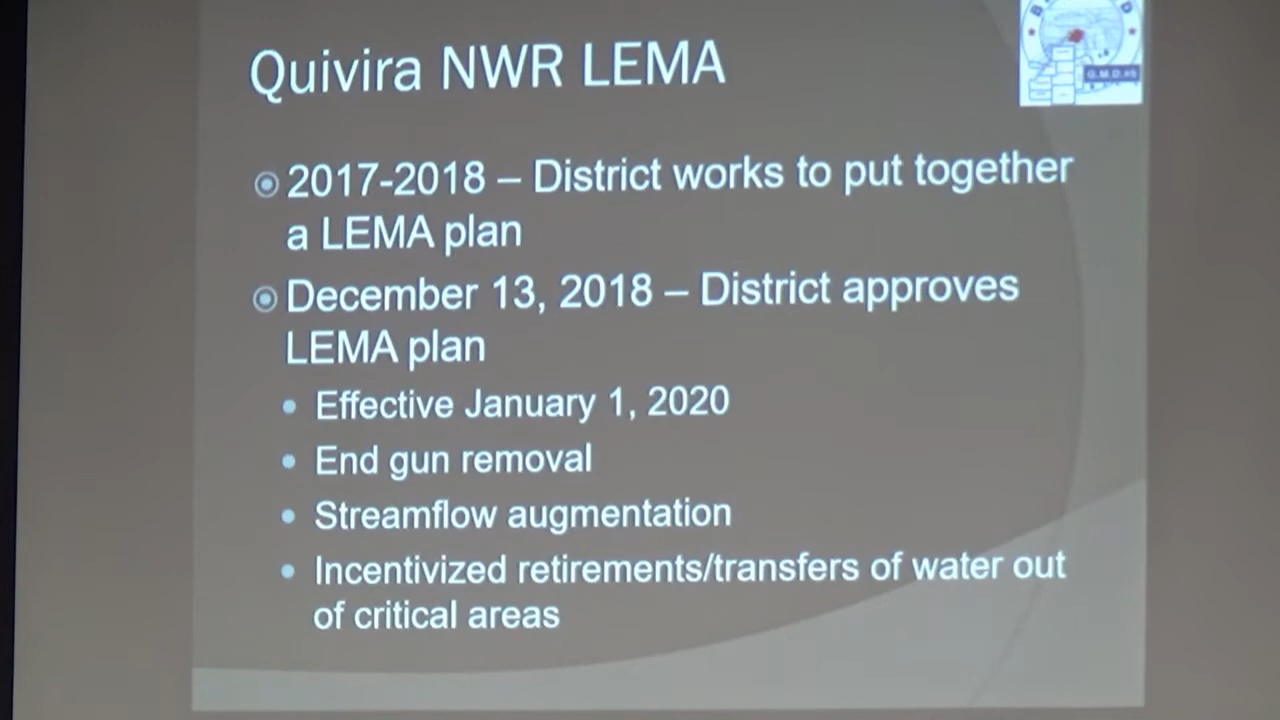 Quivira NWR LEMA
G.M.D. #5
2017-2018 – District works to put together
a LEMA plan
December 13, 2018 – District approves
LEMA plan
• Effective January 1, 2020
• End gun removal
• Streamflow augmentation
• Incentivized retirements/transfers of water out
of critical areas